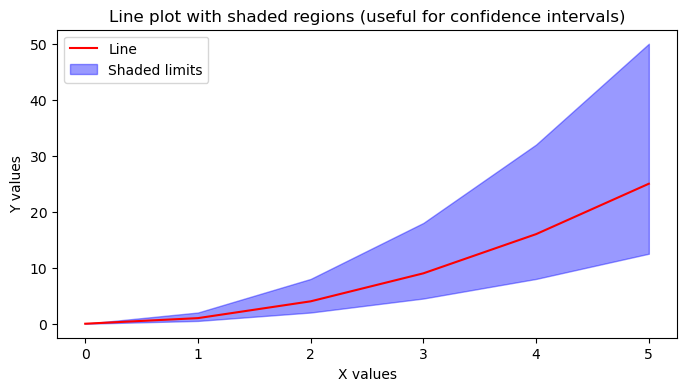 Line plot with shaded regions (useful for confidence intervals)
Line
Shaded limits
50
40
30
20
10
0
Y values
0 1 2 3 4 5
X values